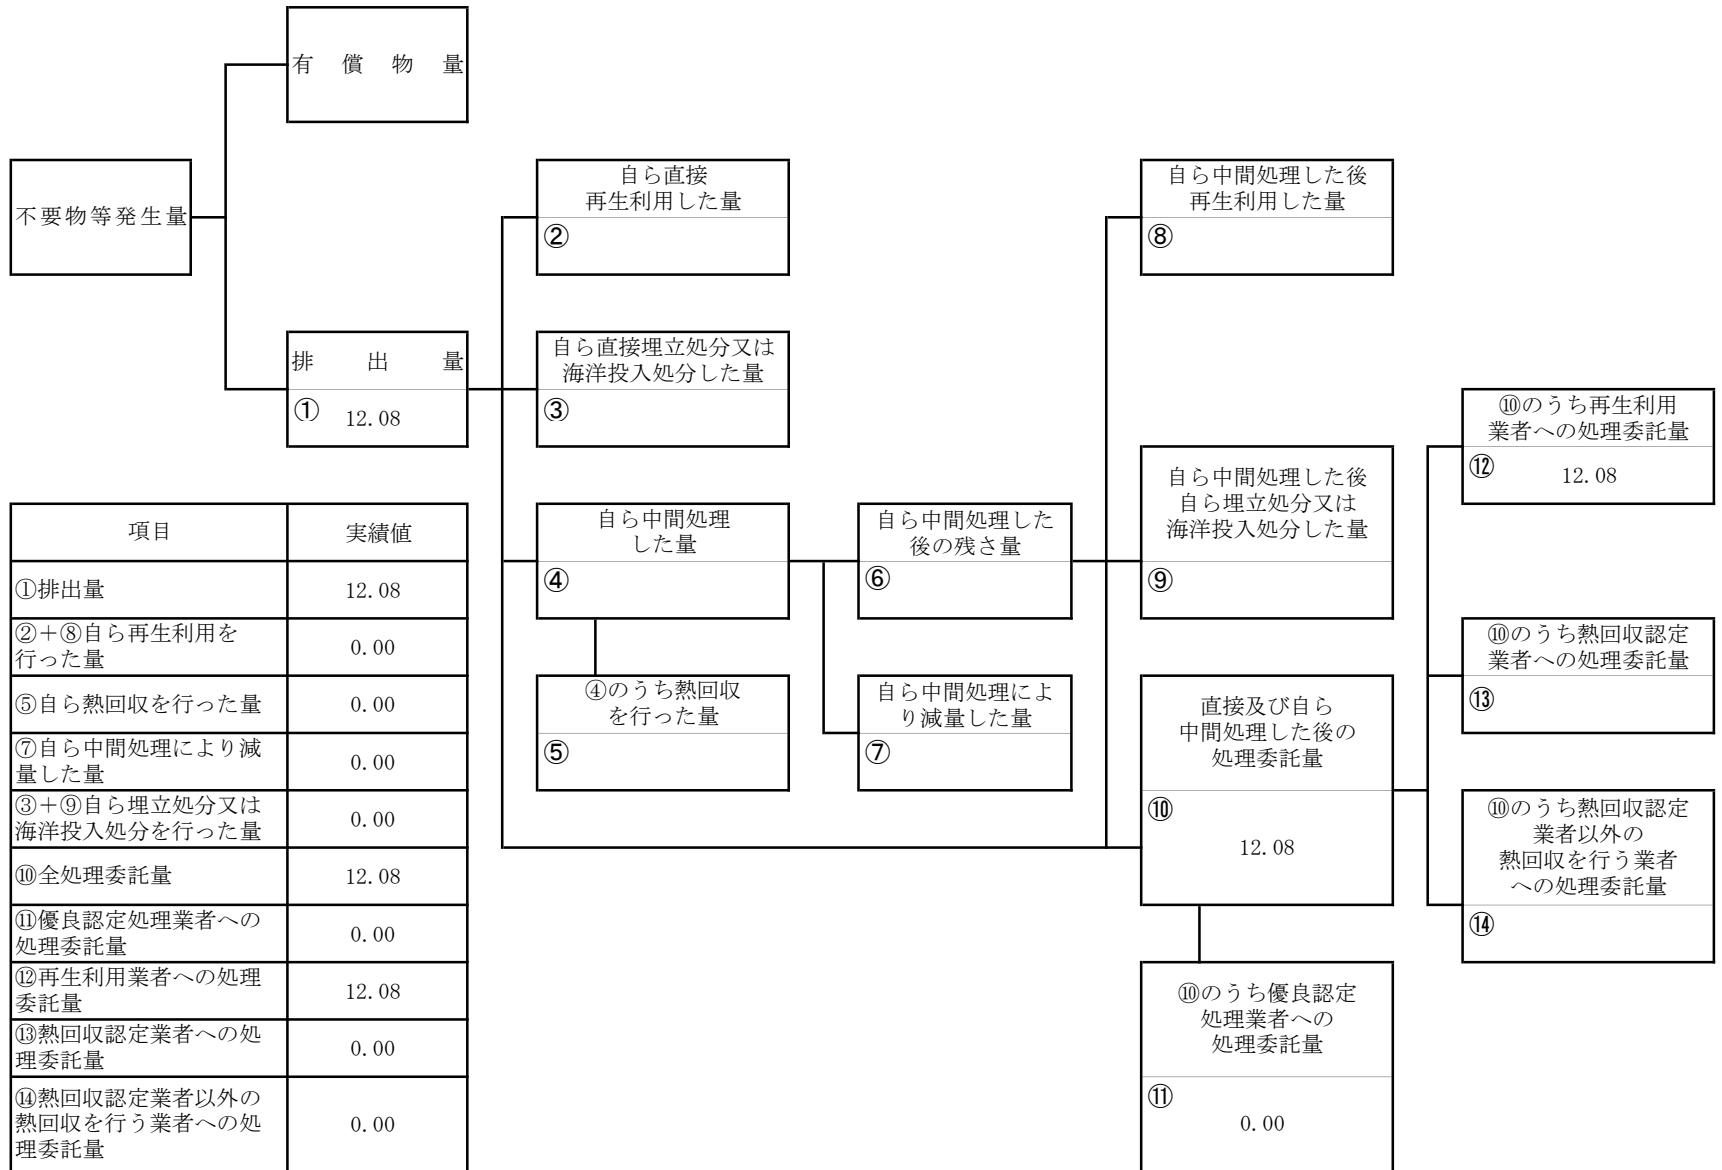 有償物量
不要物等発生量
自ら直接
再生利用した量
②
自ら中間処理した後
再生利用した量
⑧
排出量
① 12.08
自ら直接埋立処分又は
海洋投入処分した量
③
⑩のうち再生利用
業者への処理委託量
⑫ 12.08
自ら中間処理した後
自ら埋立処分又は
海洋投入処分した量
⑨
自ら中間処理
した量
④
自ら中間処理した
後の残さ量
⑥
⑩のうち熱回収認定
業者への処理委託量
⑬
④のうち熱回収
を行った量
⑤
自ら中間処理によ
り減量した量
⑦
直接及び自ら
中間処理した後の
処理委託量
⑩
12.08
⑩のうち熱回収認定
業者以外の
熱回収を行う業者
への処理委託量
⑭
⑩のうち優良認定
処理業者への
処理委託量
⑪
0.00
項目 実績値
①排出量 12.08
②+⑧自ら再生利用を
行った量 0.00
⑤自ら熱回収を行った量 0.00
⑦自ら中間処理により減
量した量 0.00
③+⑨自ら埋立処分又は
海洋投入処分を行った量 0.00
⑩全処理委託量 12.08
⑪優良認定処理業者への
処理委託量 0.00
⑫再生利用業者への処理
委託量 12.08
⑬熱回収認定業者への処
理委託量 0.00
⑭熱回収認定業者以外の
熱回収を行う業者への処
理委託量 0.00